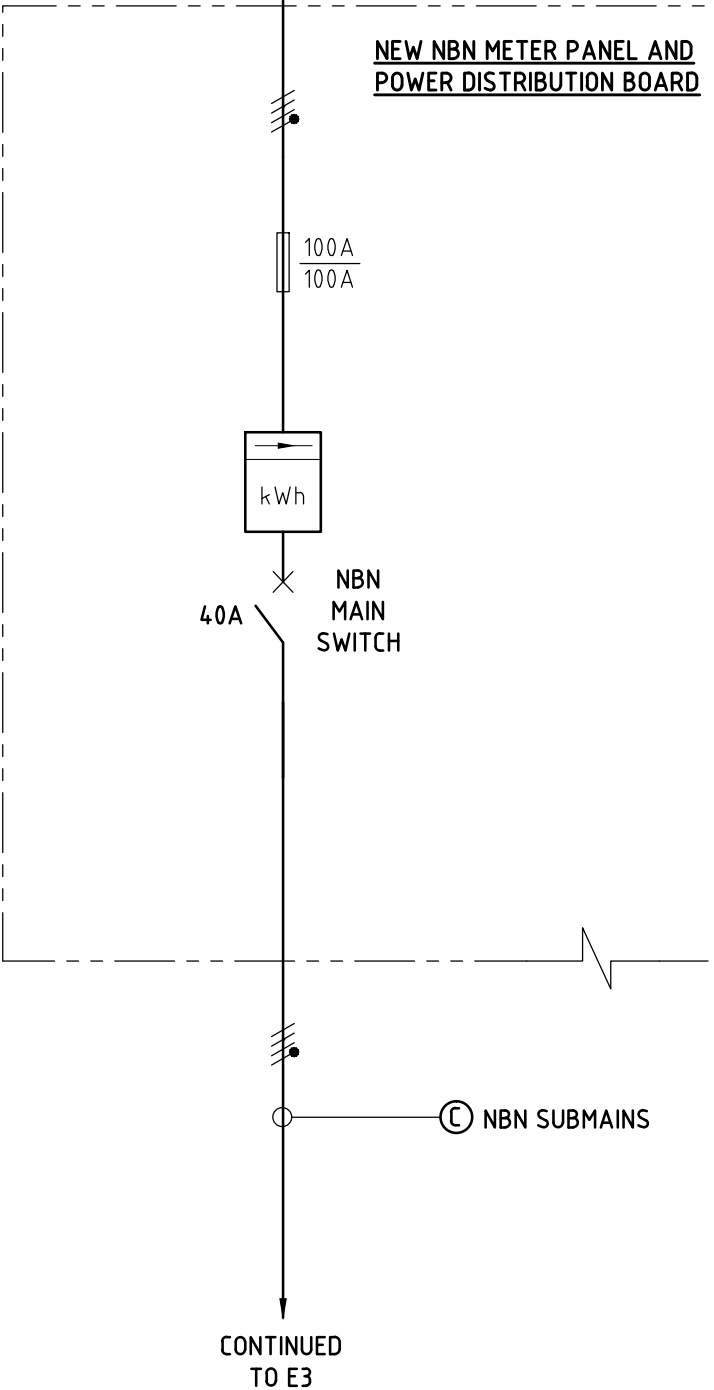 NEW NBN METER PANEL AND
POWER DISTRIBUTION BOARD
100A
100A
kWh
40A
NBN
MAIN
SWITCH
C NBN SUBMAINS
CONTINUED
TO E3